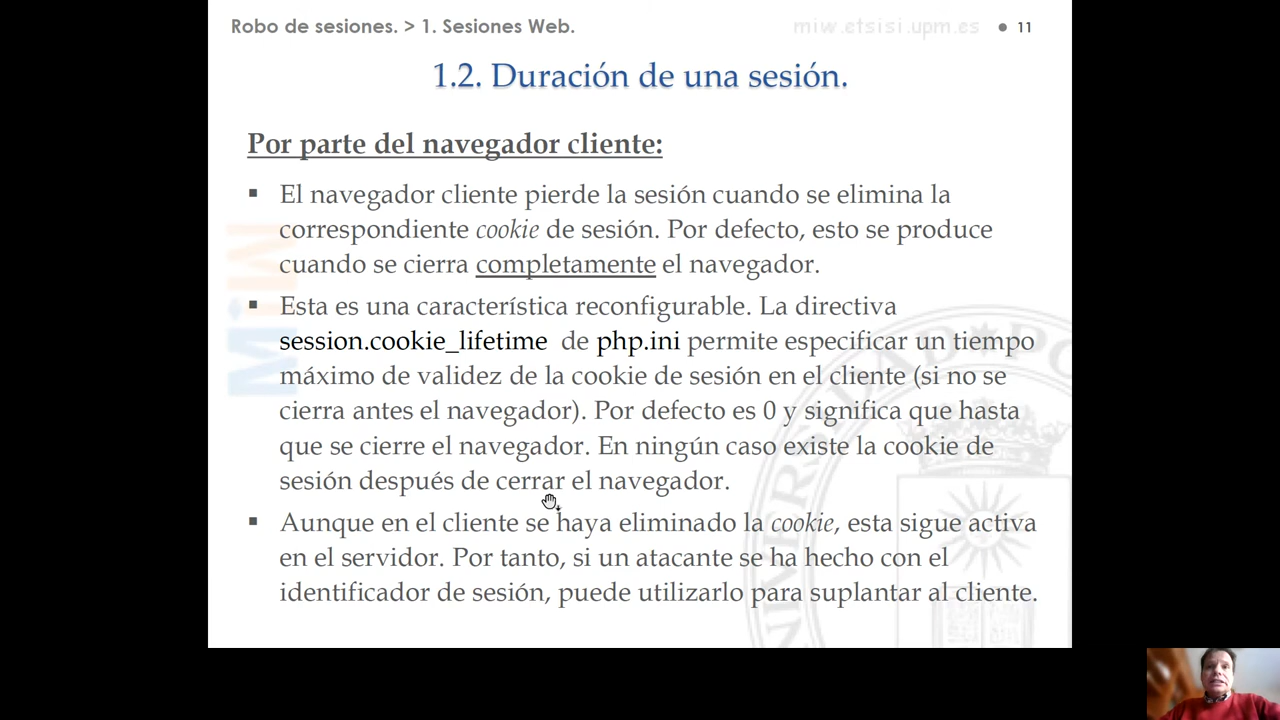 Robo de sesiones. > 1. Sesiones Web.
miw.etsisi.upm.es
11
1.2. Duración de una sesión.
Por parte del navegador cliente:
▪ El navegador cliente pierde la sesión cuando se elimina la
correspondiente cookie de sesión. Por defecto, esto se produce
cuando se cierra completamente el navegador.
▪ Esta es una característica reconfigurable. La directiva
session.cookie_lifetime de php.ini permite especificar un tiempo
máximo de validez de la cookie de sesión en el cliente (si no se
cierra antes el navegador). Por defecto es 0 y significa que hasta
que se cierre el navegador. En ningún caso existe la cookie de
sesión después de cerrar el navegador.
▪ Aunque en el cliente se haya eliminado la cookie, esta sigue activa
en el servidor. Por tanto, si un atacante se ha hecho con el
identificador de sesión, puede utilizarlo para suplantar al cliente.
MiW